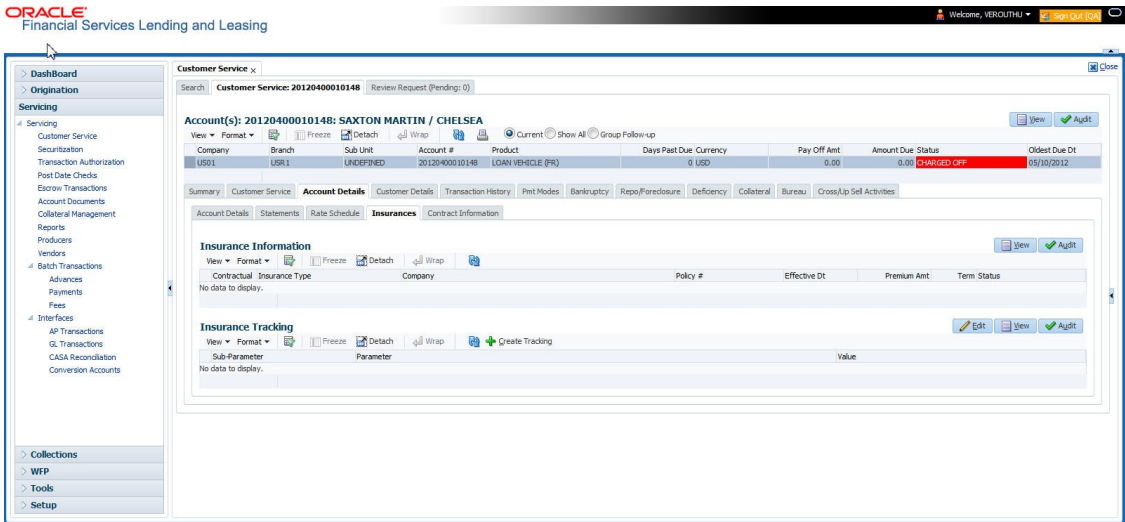 ORACLE
Financial Services Lending and Leasing
Welcome, VEROUTHU
Sign Out [QA]
Close
DashBoard
Origination
Servicing
Servicing
Customer Service
Securitization
Transaction Authorization
Post Date Checks
Escrow Transactions
Account Documents
Collateral Management
Reports
Producers
Vendors
Batch Transactions
Advances
Payments
Fees
Interfaces
AP Transactions
GL Transactions
CASA Reconciliation
Conversion Accounts
Collections
WFP
Tools
Setup
Customer Service
Search Customer Service: 20120400010148 Review Request (Pending: 0)
Account(s): 20120400010148: SAXTON MARTIN / CHELSEA
View Audit
View Format Freeze Detach Wrap Current Show All Group Follow-up
Company Branch Sub Unit Account # Product Days Past Due Currency Pay Off Amt Amount Due Status Oldest Due Dt
US01 USR1 UNDEFINED 20120400010148 LOAN VEHICLE (FR) 0 USD 0.00 0.00 CHARGED OFF 05/10/2012
Summary Customer Service Account Details Customer Details Transaction History Pmt Modes Bankruptcy Repo/Foreclosure Deficiency Collateral Bureau Cross/Up Sell Activities
Account Details Statements Rate Schedule Insurances Contract Information
Insurance Information
View Audit
View Format Freeze Detach Wrap
Contractual Insurance Type Company Policy # Effective Dt Premium Amt Term Status
No data to display.
Insurance Tracking
Edit View Audit
View Format Freeze Detach Wrap Create Tracking
Sub-Parameter Parameter Value
No data to display.